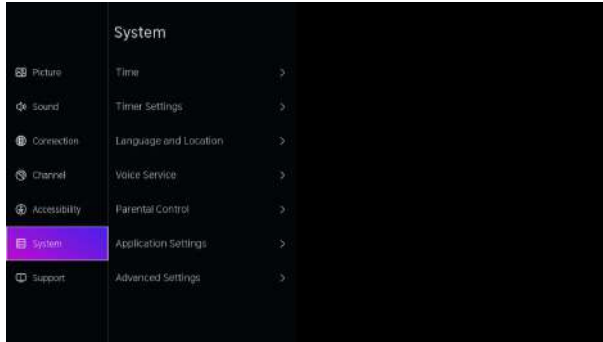 System
Picture
Time
Sound
Timer Settings
Connection
Language and Location
Channel
Voice Service
Accessibility
Parental Control
System
Application Settings
Support
Advanced Settings